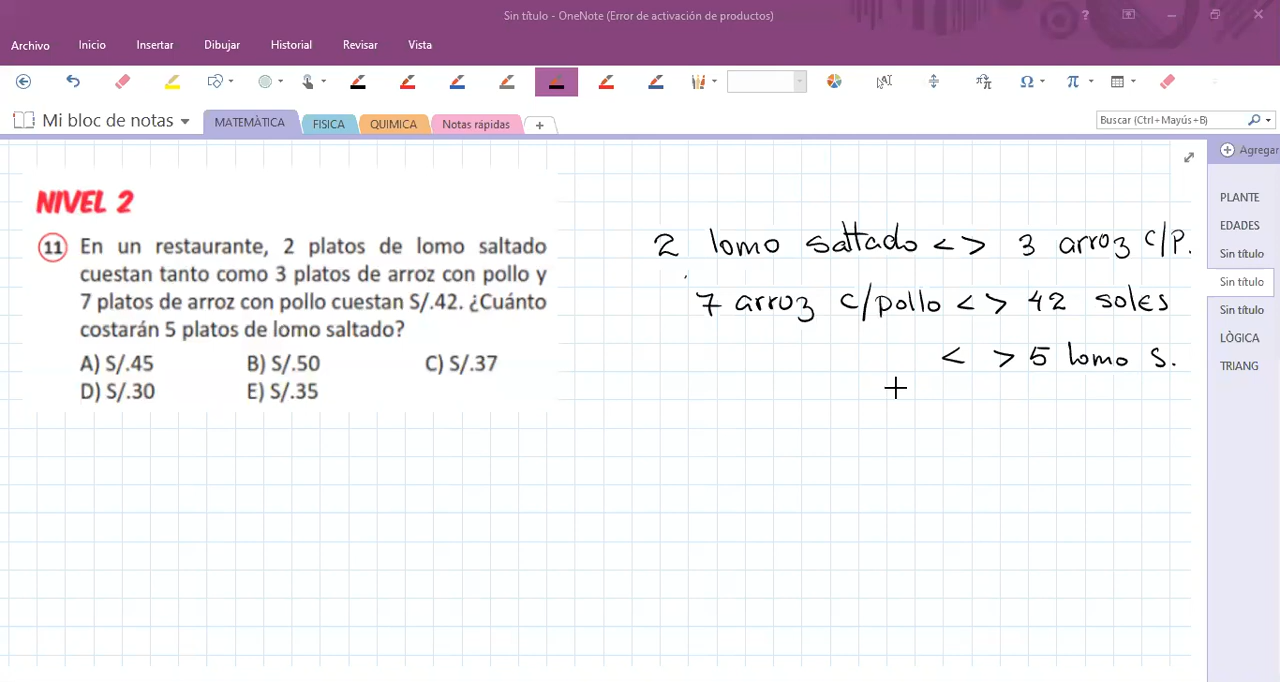 Sin título - OneNote (Error de activación de productos)
?
Archivo Inicio Insertar Dibujar Historial Revisar Vista
Mi bloc de notas MATEMÀTICA FISICA QUIMICA Notas rápidas +
Buscar (Ctrl+Mayús+B)
Agregar
PLANTE
EDADES
Sin título
Sin título
Sin título
LÒGICA
TRIANG
NIVEL 2
11 En un restaurante, 2 platos de lomo saltado
cuestan tanto como 3 platos de arroz con pollo y
7 platos de arroz con pollo cuestan S/.42. ¿Cuánto
costarán 5 platos de lomo saltado?
A) S/.45 B) S/.50 C) S/.37
D) S/.30 E) S/.35
2 lomo saltado < > 3 arroz c/p.
7 arroz c/pollo < > 42 soles
< > 5 lomo S.